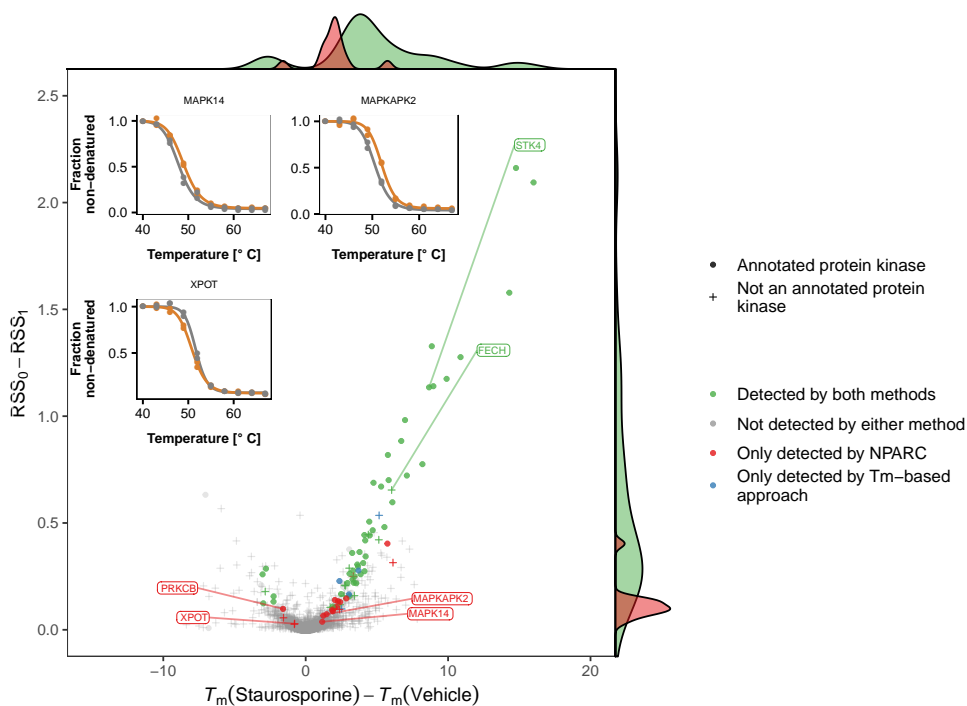 2.5
2.0
1.5
1.0
0.5
0.0
RSS0 − RSS1
−10
0
10
20
Tm(Staurosporine) − Tm(Vehicle)
MAPK14
1.0
0.5
0.0
40
50
60
Fraction
non−denatured
Temperature [° C]
MAPKAPK2
1.0
0.5
0.0
40
50
60
Temperature [° C]
XPOT
1.0
0.5
40
50
60
Fraction
non−denatured
Temperature [° C]
STK4
FECH
PRKCB
XPOT
MAPKAPK2
MAPK14
Annotated protein kinase
Not an annotated protein
kinase
Detected by both methods
Not detected by either method
Only detected by NPARC
Only detected by Tm−based
approach